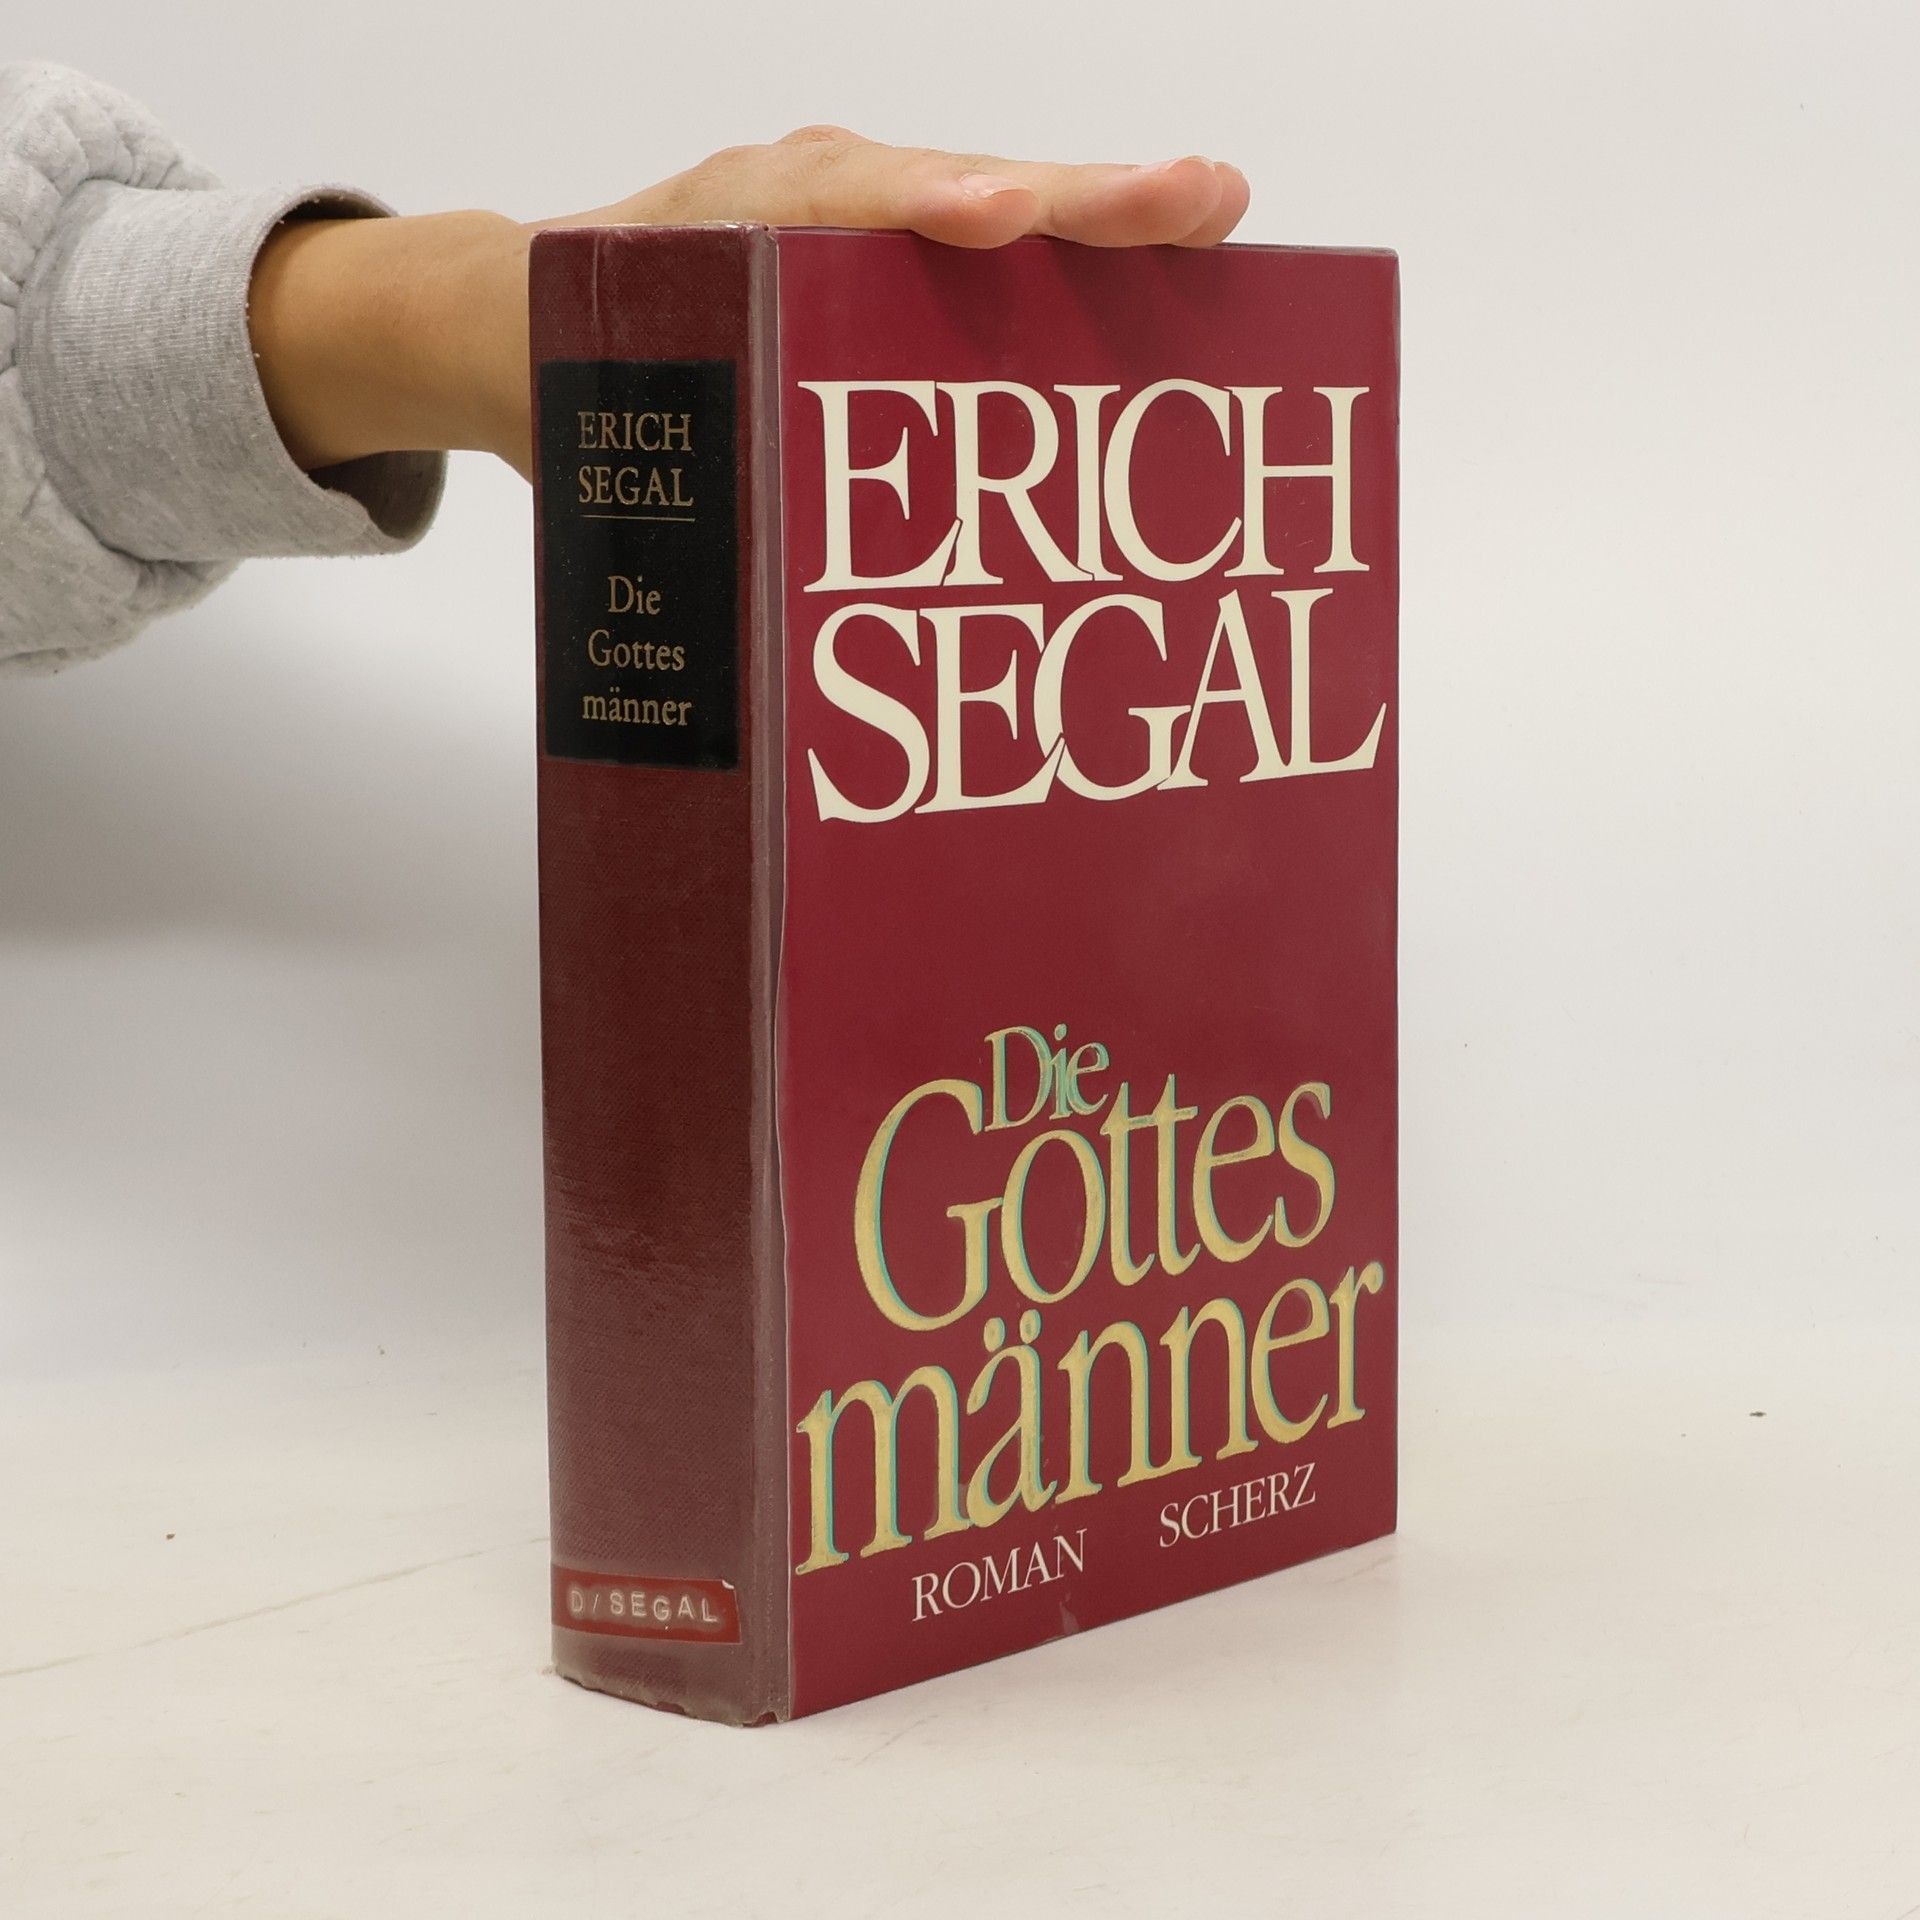 ERICH
SEGAL
Die
Gottes
männer
D/SEGAL
ERICH
SEGAL
Die
Gottes
männer
ROMAN SCHERZ